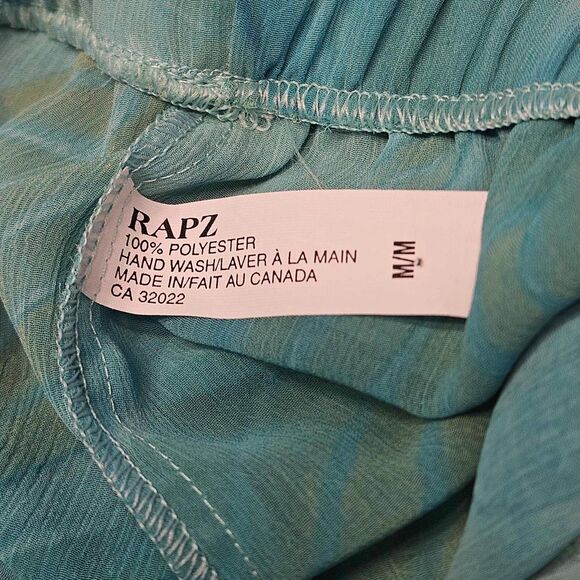 RAPZ
100% POLYESTER
HAND WASH/LAVER À LA MAIN
MADE IN/FAIT AU CANADA
CA 32022
M/M